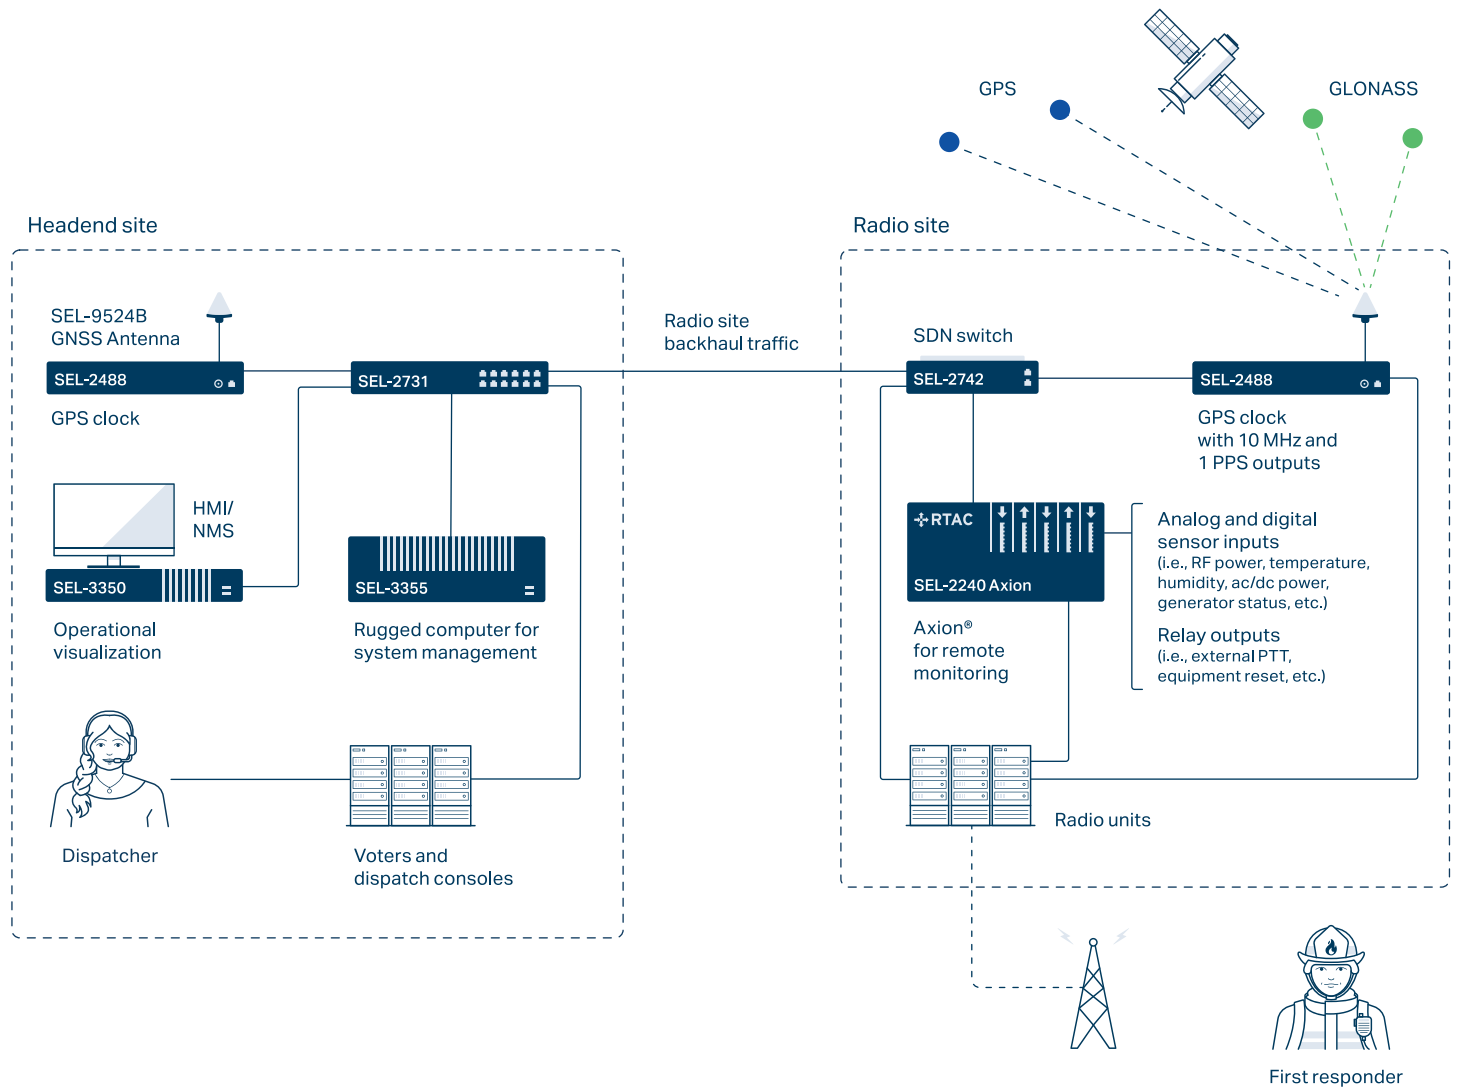 GPS
GLONASS
Headend site
SEL-9524B
GNSS Antenna
SEL-2488
GPS clock
SEL-2731
HMI/
NMS
SEL-3350
Operational
visualization
SEL-3355
Rugged computer for
system management
Dispatcher
Voters and
dispatch consoles
Radio site
backhaul traffic
Radio site
SDN switch
SEL-2742
SEL-2488
GPS clock
with 10 MHz and
1 PPS outputs
RTAC
SEL-2240 Axion
Axion®
for remote
monitoring
Analog and digital
sensor inputs
(i.e., RF power, temperature,
humidity, ac/dc power,
generator status, etc.)
Relay outputs
(i.e., external PTT,
equipment reset, etc.)
Radio units
First responder